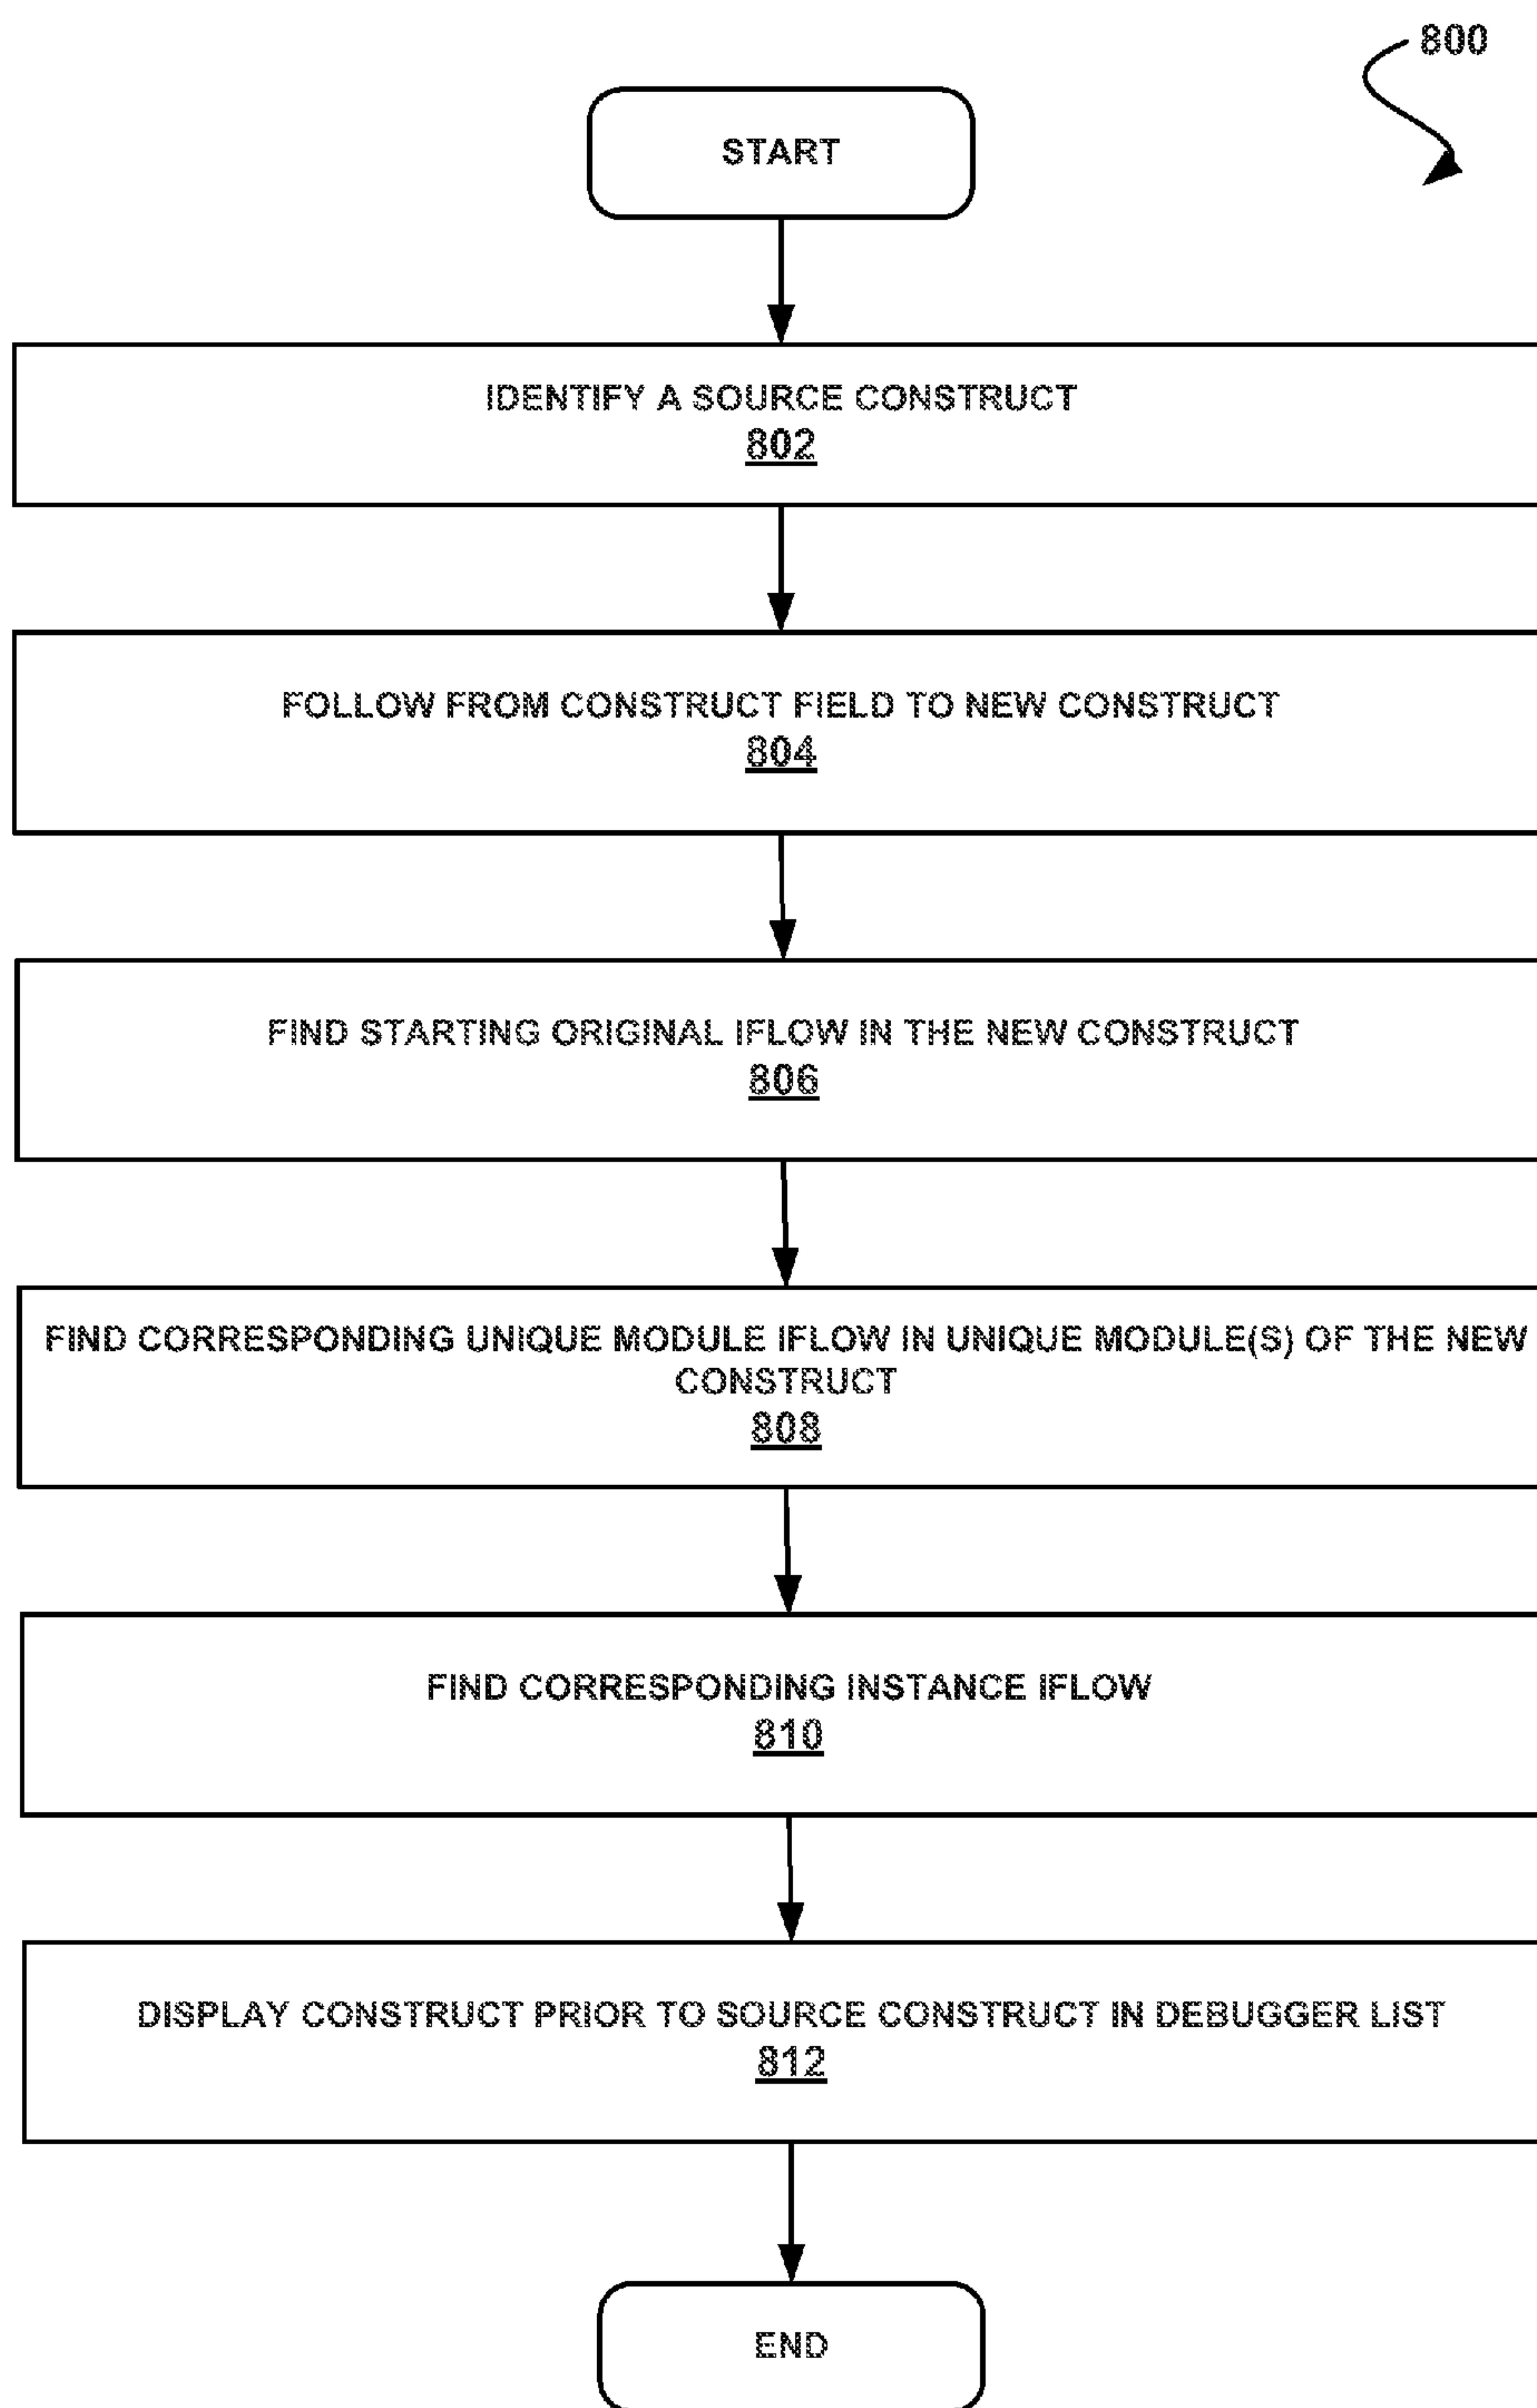 800
START
IDENTIFY A SOURCE CONSTRUCT
802
FOLLOW FROM CONSTRUCT FIELD TO NEW CONSTRUCT
804
FIND STARTING ORIGINAL IFLOW IN THE NEW CONSTRUCT
806
FIND CORRESPONDING UNIQUE MODULE IFLOW IN UNIQUE MODULE(S) OF THE NEW
CONSTRUCT
808
FIND CORRESPONDING INSTANCE IFLOW
810
DISPLAY CONSTRUCT PRIOR TO SOURCE CONSTRUCT IN DEBUGGER LIST
812
END